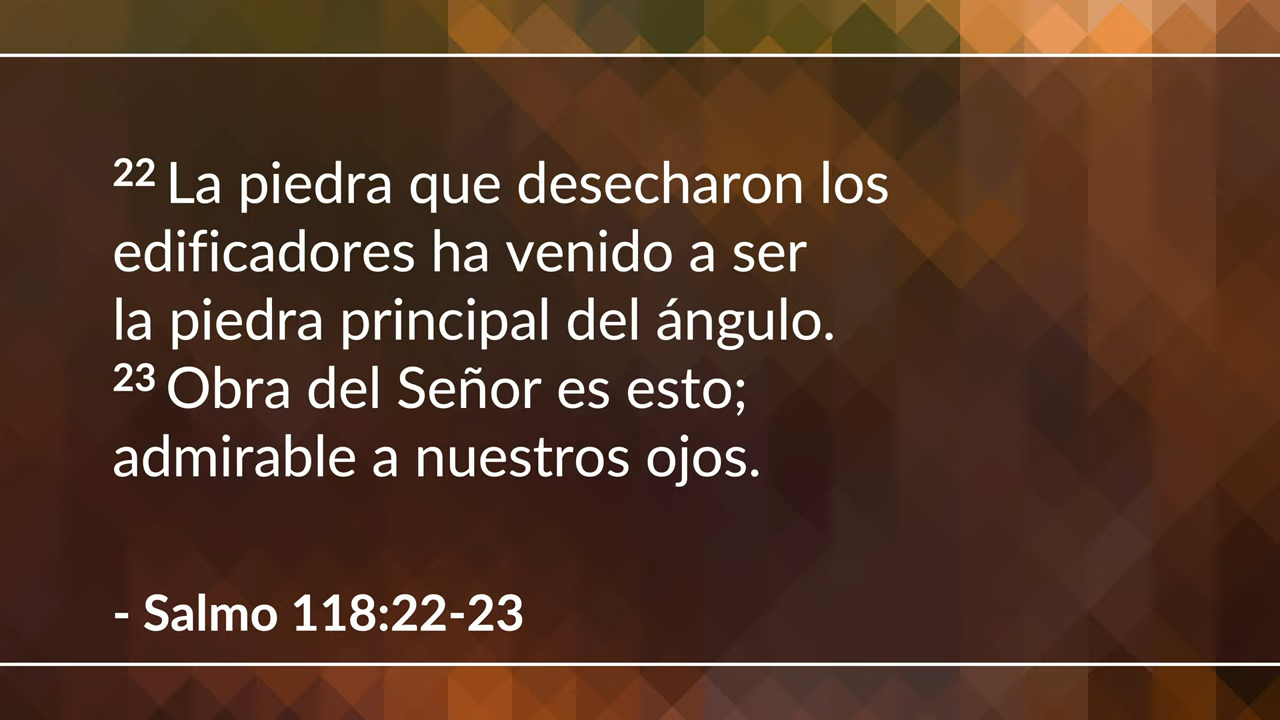 22 La piedra que desecharon los
edificadores ha venido a ser
la piedra principal del ángulo.
23 Obra del Señor es esto;
admirable a nuestros ojos.
- Salmo 118:22-23